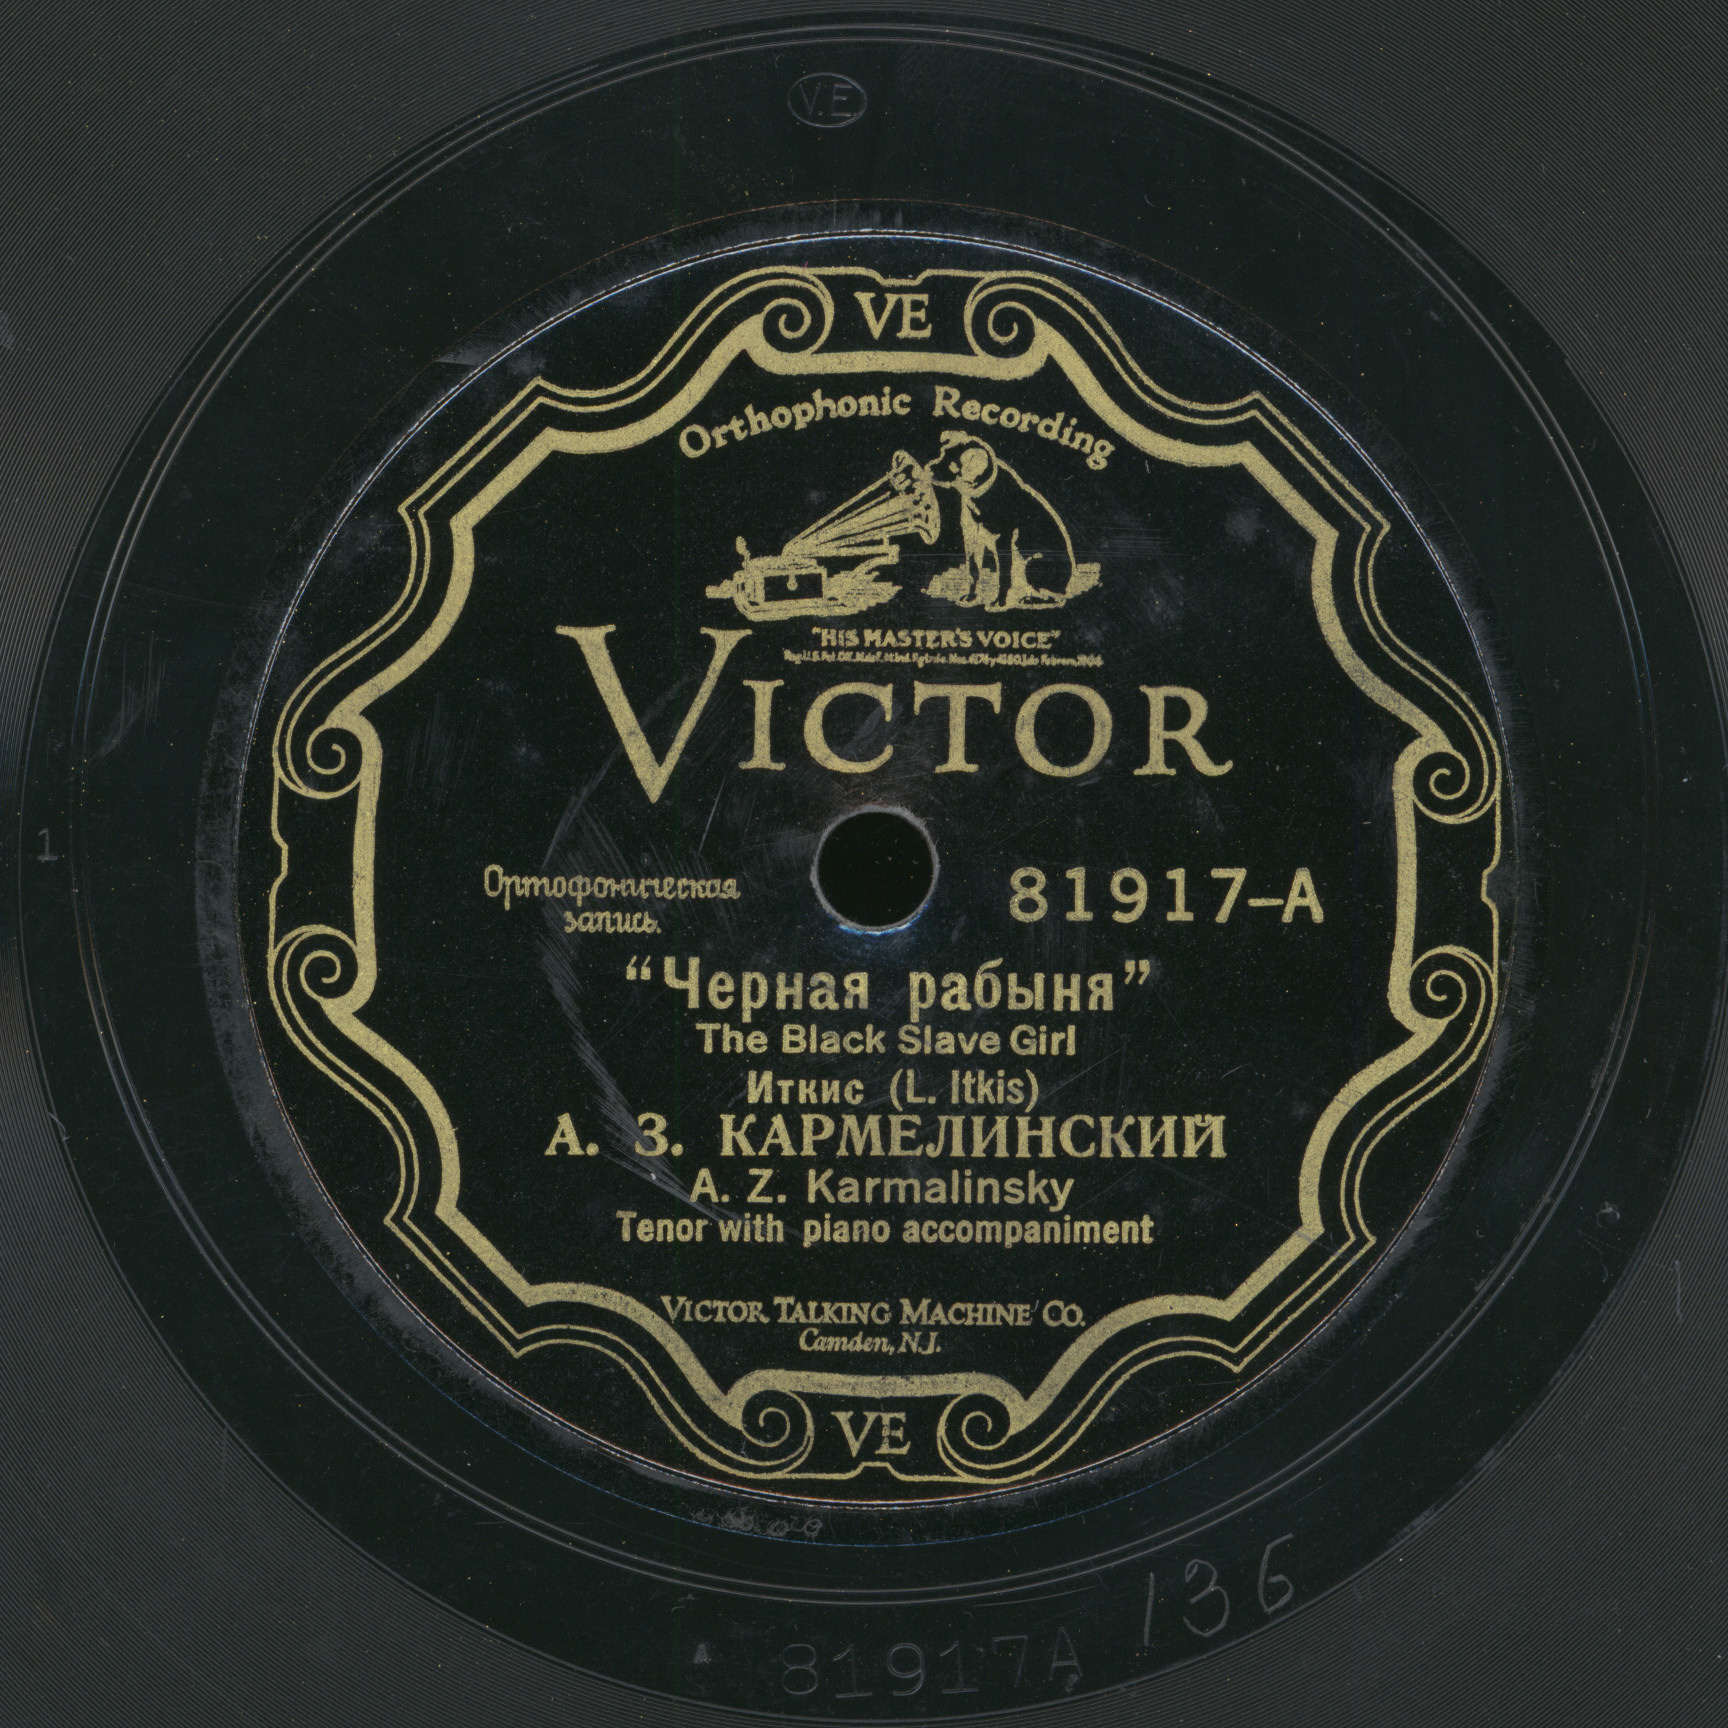 V.E.
VE
Orthophonic Recording
"HIS MASTER'S VOICE"
VICTOR
1
Ортофоническая
запись.
81917-A
“Черная рабыня”
The Black Slave Girl
Иткис (L. Itkis)
А. З. КАРМЕЛИНСКИЙ
A. Z. Karmalinsky
Tenor with piano accompaniment
VICTOR TALKING MACHINE CO.
Camden, N.J.
VE
136
A 81917A